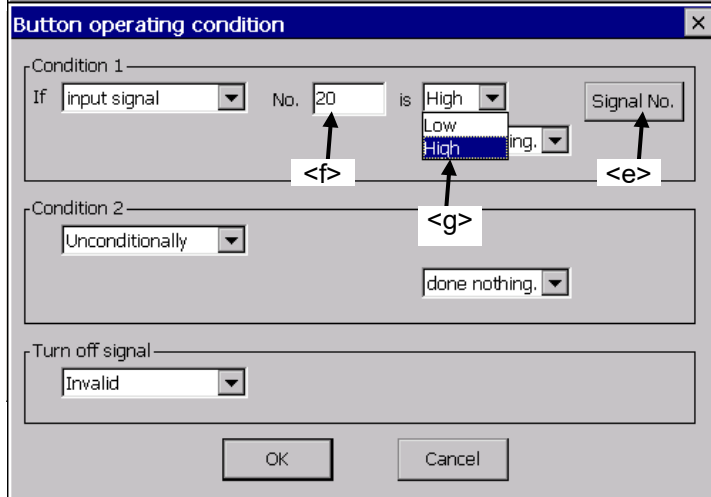 Button operating condition
Condition 1
If input signal No. 20 is High Signal No.
Low
High ing.
<f> <e>
<g>
Condition 2
Unconditionally
done nothing.
Turn off signal
Invalid
OK Cancel